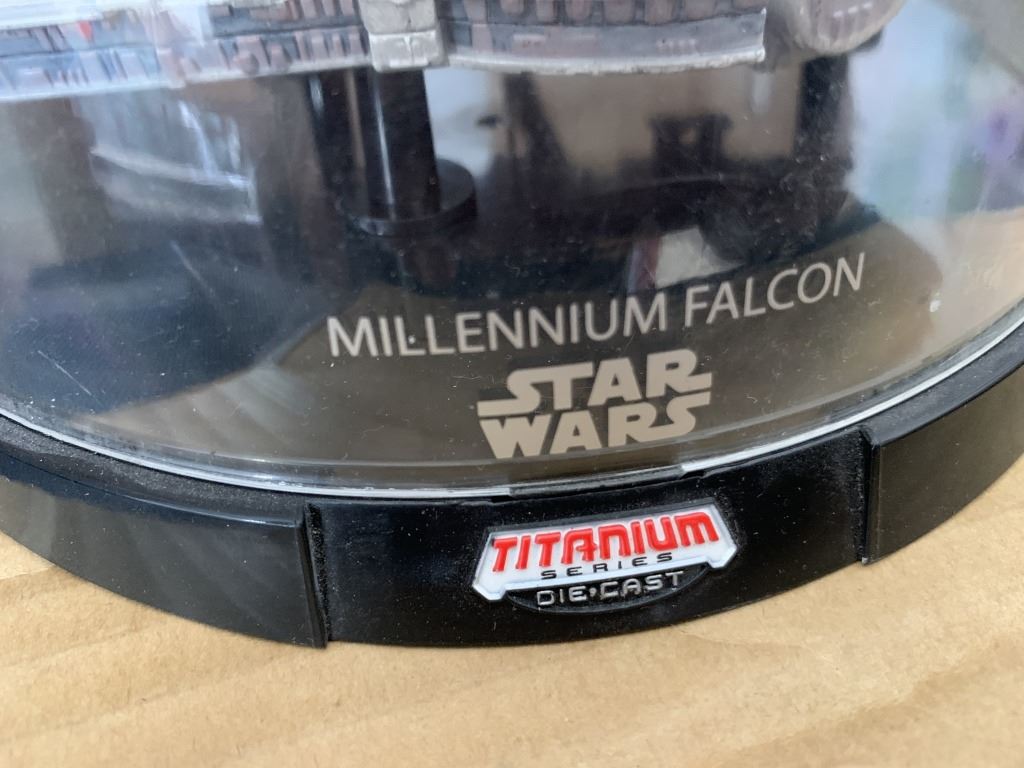 MILLENNIUM FALCON
STAR
WARS
TITANIUM
SERIES
DIE·CAST